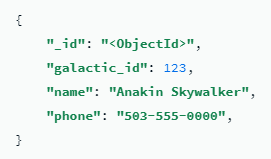 {
    "_id": "<ObjectId>",
    "galactic_id": 123,
    "name": "Anakin Skywalker",
    "phone": "503-555-0000",
}